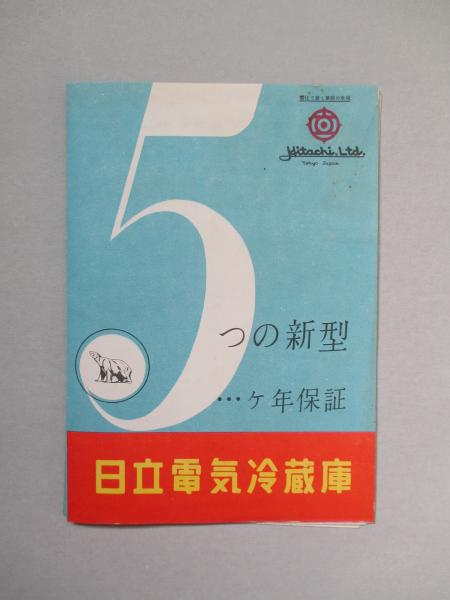 Hitachi, Ltd.
Tokyo Japan
5
つの新型
…ヶ年保証
日立電気冷蔵庫